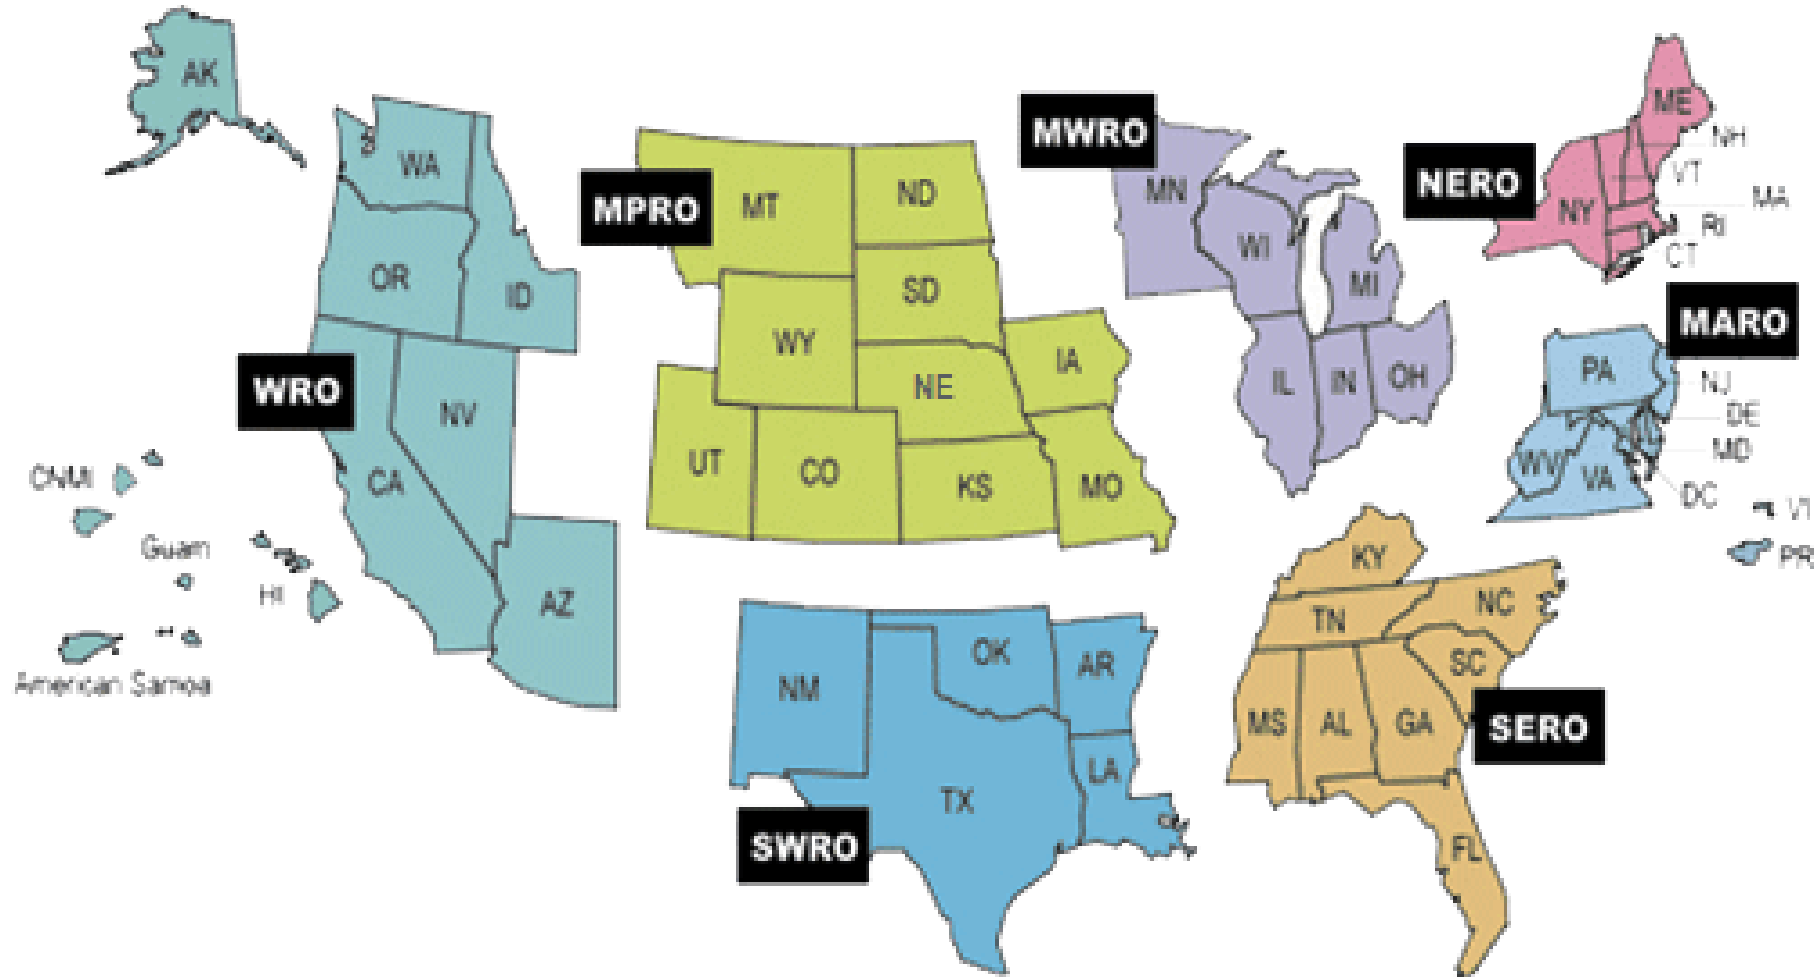 AK
WA
OR
ID
WRO
NV
CA
AZ
CNMI
Guam
HI
American Samoa
MPRO
MT
ND
SD
WY
NE
IA
UT
CO
KS
MO
MWRO
MN
WI
MI
IL
IN
OH
NERO
ME
NH
VT
NY
MA
RI
CT
MARO
PA
NJ
DE
MD
WV
VA
DC
VI
PR
SWRO
NM
OK
AR
TX
LA
SERO
KY
TN
NC
SC
MS
AL
GA
FL